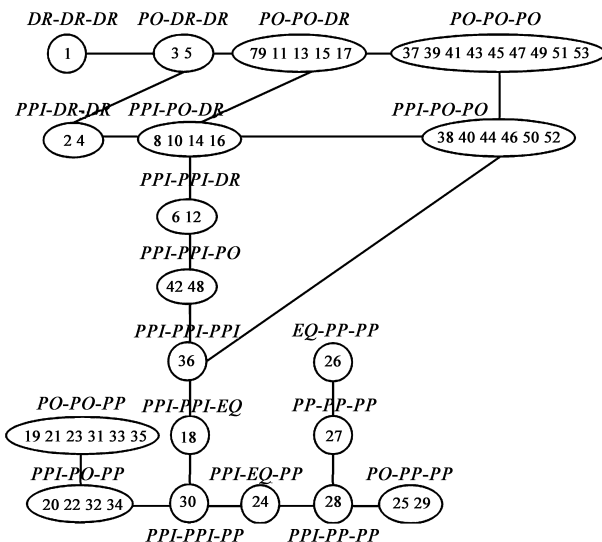 DR-DR-DR PO-DR-DR PO-PO-DR PO-PO-PO
1 3 5 79 11 13 15 17 37 39 41 43 45 47 49 51 53
PPI-DR-DR PPI-PO-DR PPI-PO-PO
2 4 8 10 14 16 38 40 44 46 50 52
PPI-PPI-DR
6 12
PPI-PPI-PO
42 48
PPI-PPI-PPI EQ-PP-PP
36 26
PO-PO-PP PPI-PPI-EQ PP-PP-PP
19 21 23 31 33 35 18 27
PPI-PO-PP PPI-EQ-PP PO-PP-PP
20 22 32 34 30 24 28 25 29
PPI-PPI-PP PPI-PP-PP